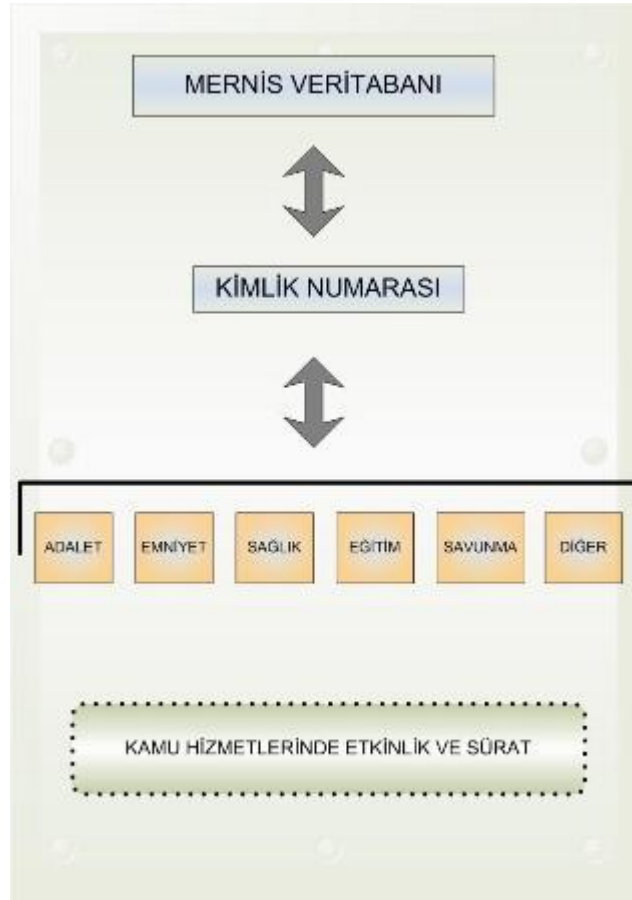 MERNİS VERİTABANI
KİMLİK NUMARASI
ADALET EMNİYET SAĞLIK EĞİTİM SAVUNMA DİĞER
KAMU HİZMETLERİNDE ETKİNLİK VE SÜRAT